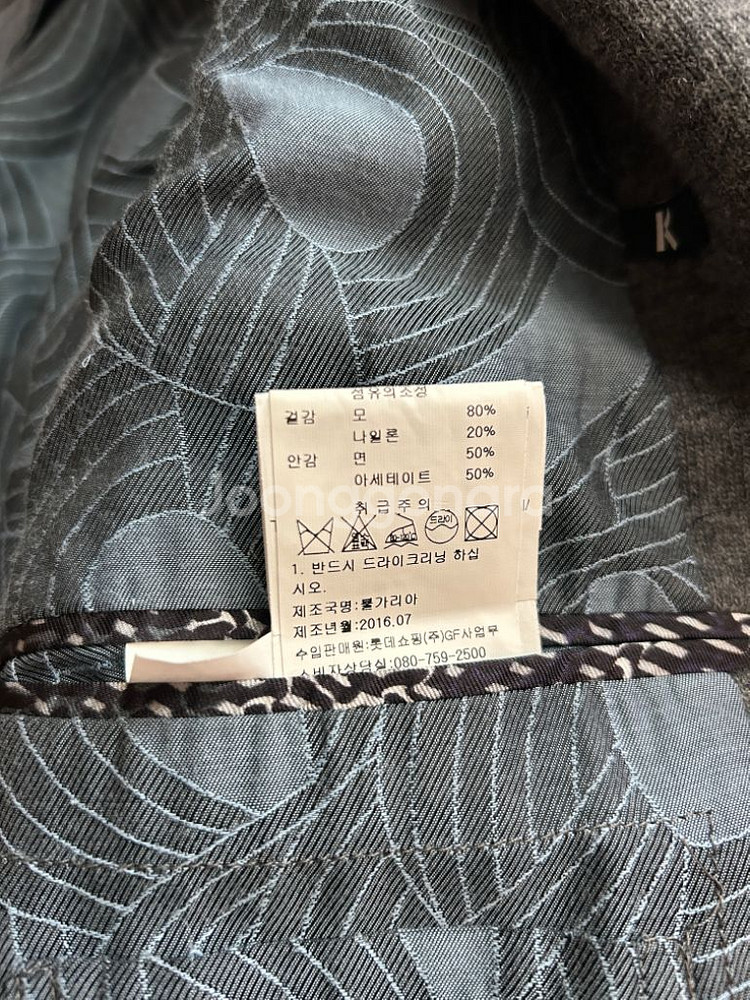 섬유의조성
겉감 모 80%
나일론 20%
안감 면 50%
아세테이트 50%
취급주의
드라이
1. 반드시 드라이크리닝 하십
시오.
제조국명:불가리아
제조년월:2016.07
수입판매원:롯데쇼핑(주)GF사업부
소비자상담실:080-759-2500
K
Joonggonara